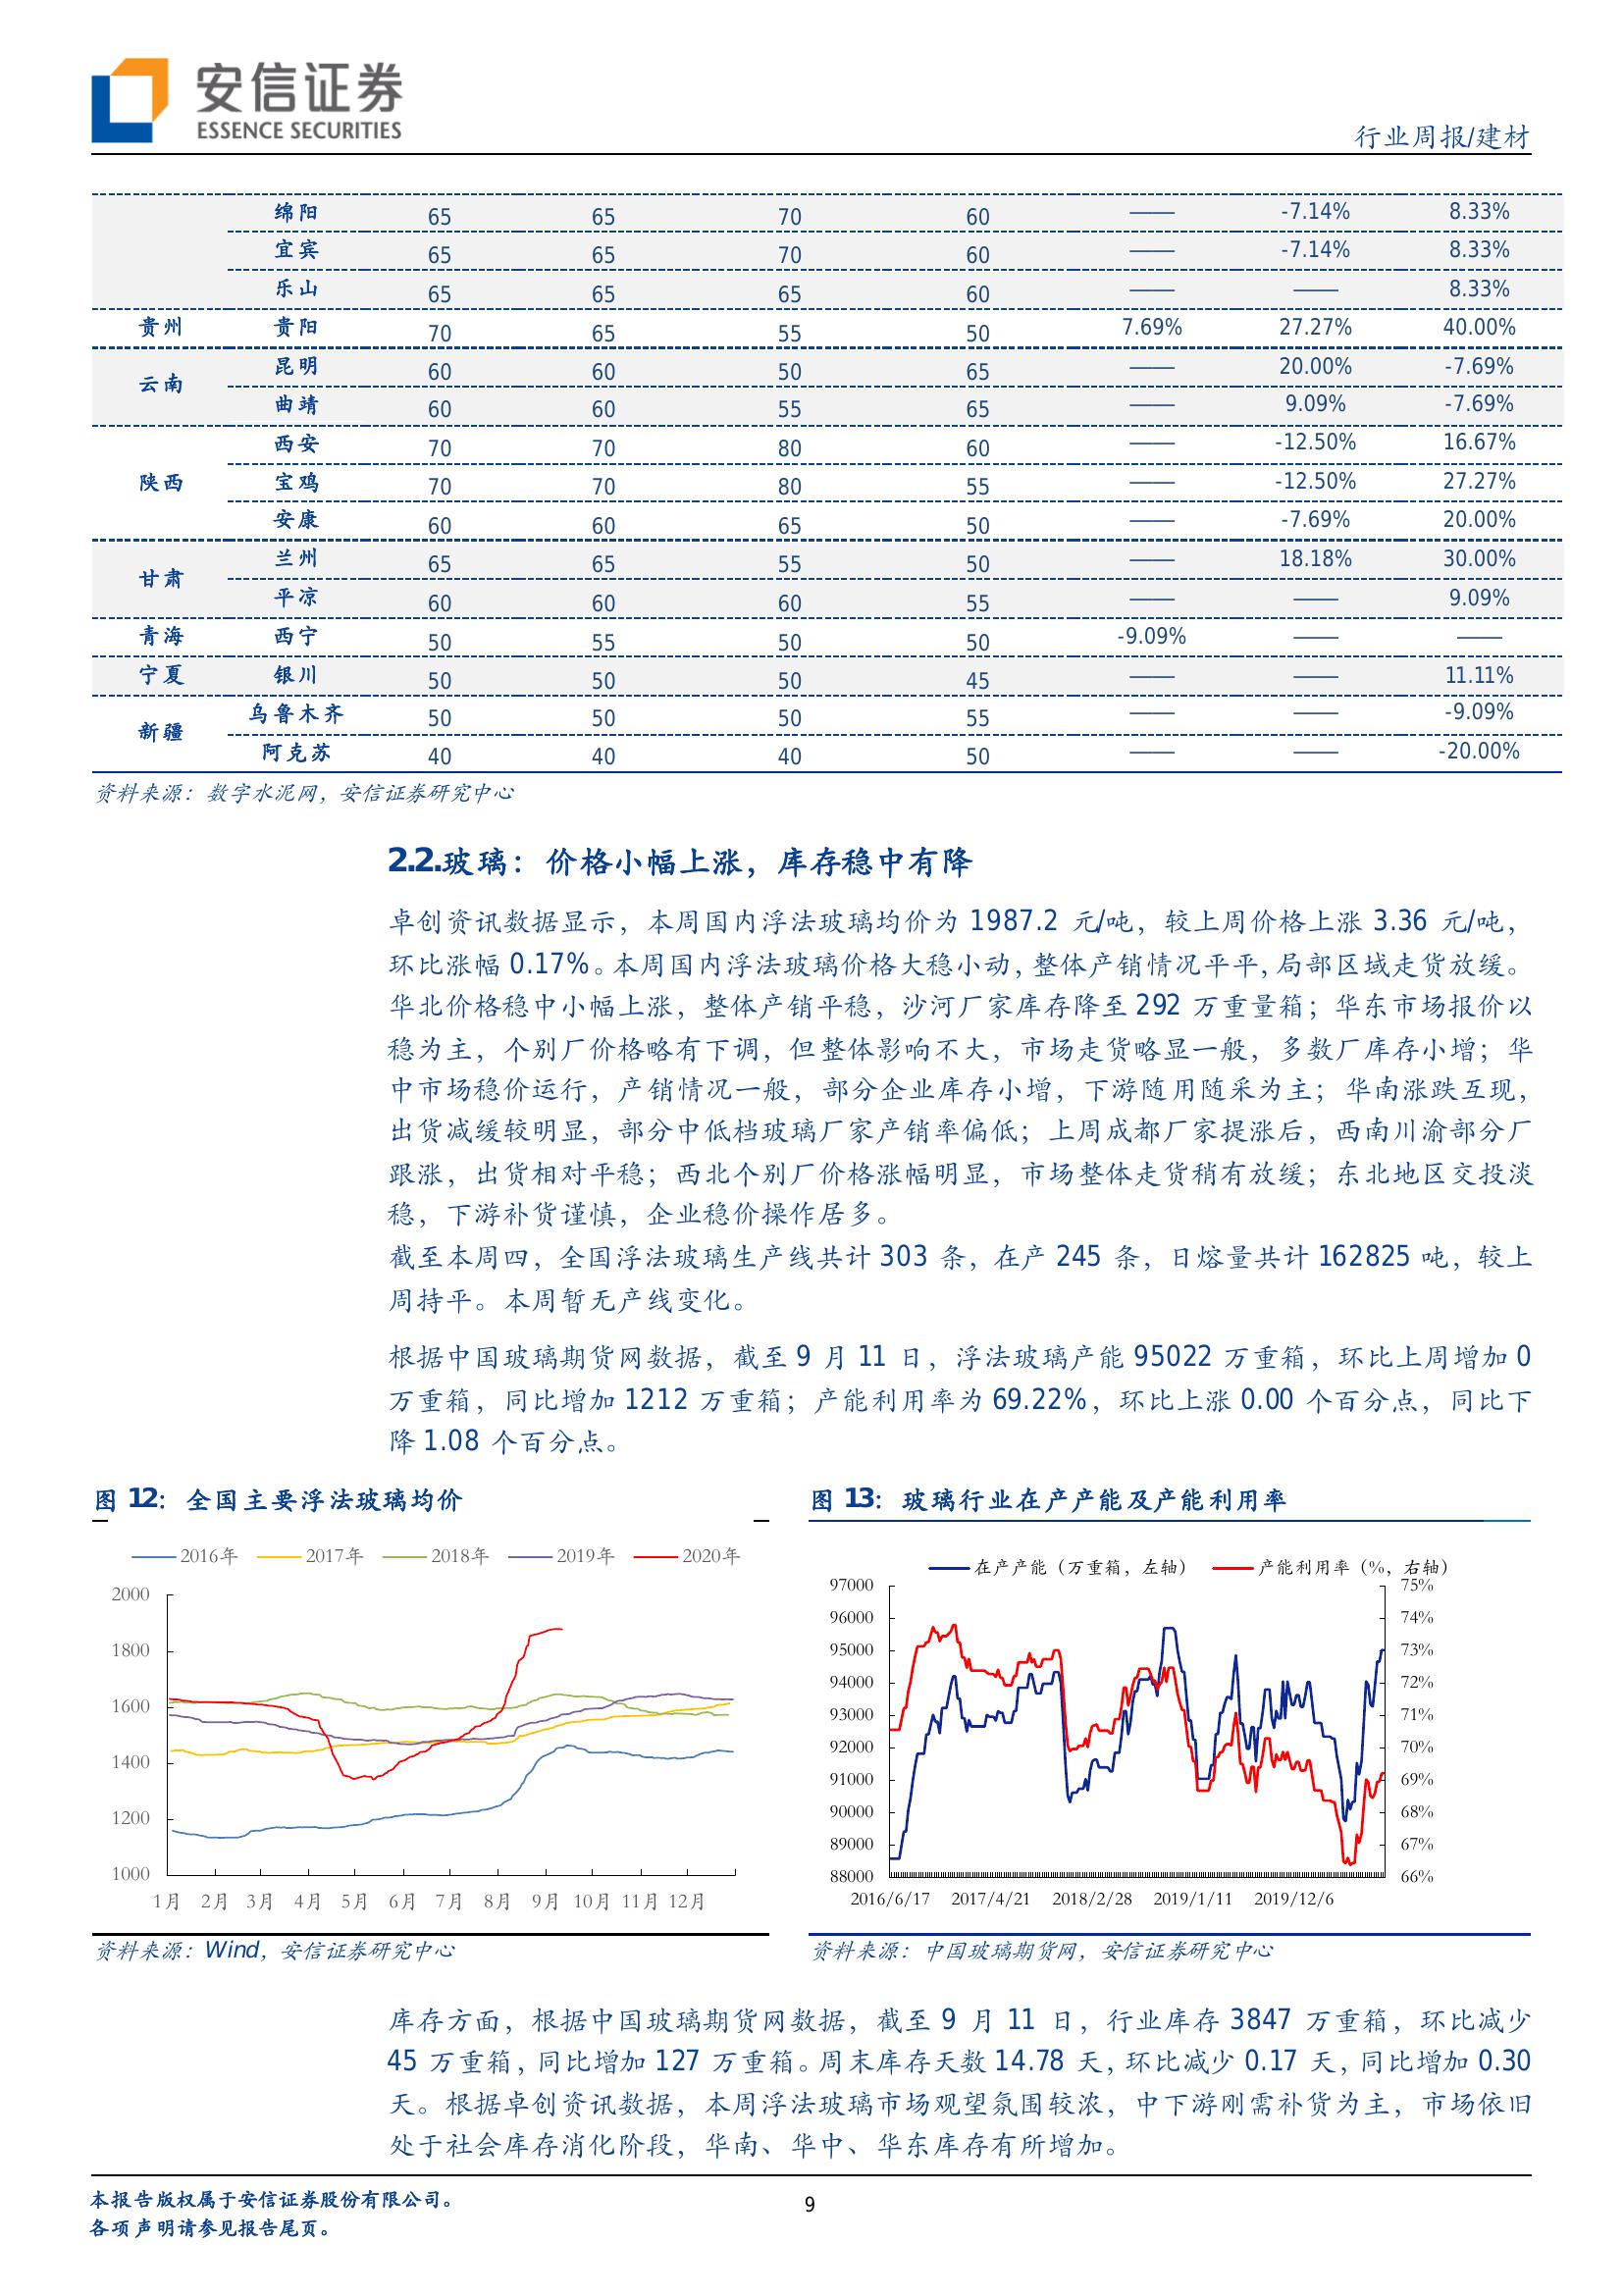 安信证券
ESSENCE SECURITIES
行业周报/建材
绵阳 65 65 70 60 —— -7.14% 8.33%
宜宾 65 65 70 60 —— -7.14% 8.33%
乐山 65 65 65 60 —— —— 8.33%
贵州 贵阳 70 65 55 50 7.69% 27.27% 40.00%
云南 昆明 60 60 50 65 —— 20.00% -7.69%
曲靖 60 60 55 65 —— 9.09% -7.69%
陕西 西安 70 70 80 60 —— -12.50% 16.67%
宝鸡 70 70 80 55 —— -12.50% 27.27%
安康 60 60 65 50 —— -7.69% 20.00%
甘肃 兰州 65 65 55 50 —— 18.18% 30.00%
平凉 60 60 60 55 —— —— 9.09%
青海 西宁 50 55 50 50 -9.09% —— ——
宁夏 银川 50 50 50 45 —— —— 11.11%
新疆 乌鲁木齐 50 50 50 55 —— —— -9.09%
阿克苏 40 40 40 50 —— —— -20.00%
资料来源：数字水泥网，安信证券研究中心
2.2.玻璃：价格小幅上涨，库存稳中有降
卓创资讯数据显示，本周国内浮法玻璃均价为 1987.2 元/吨，较上周价格上涨 3.36 元/吨，
环比涨幅 0.17%。本周国内浮法玻璃价格大稳小动，整体产销情况平平，局部区域走货放缓。
华北价格稳中小幅上涨，整体产销平稳，沙河厂家库存降至 292 万重量箱；华东市场报价以
稳为主，个别厂价格略有下调，但整体影响不大，市场走货略显一般，多数厂库存小增；华
中市场稳价运行，产销情况一般，部分企业库存小增，下游随用随采为主；华南涨跌互现，
出货减缓较明显，部分中低档玻璃厂家产销率偏低；上周成都厂家提涨后，西南川渝部分厂
跟涨，出货相对平稳；西北个别厂价格涨幅明显，市场整体走货稍有放缓；东北地区交投淡
稳，下游补货谨慎，企业稳价操作居多。
截至本周四，全国浮法玻璃生产线共计 303 条，在产 245 条，日熔量共计 162825 吨，较上
周持平。本周暂无产线变化。
根据中国玻璃期货网数据，截至 9 月 11 日，浮法玻璃产能 95022 万重箱，环比上周增加 0
万重箱，同比增加 1212 万重箱；产能利用率为 69.22%，环比上涨 0.00 个百分点，同比下
降 1.08 个百分点。
图 12：全国主要浮法玻璃均价
2016年 2017年 2018年 2019年 2020年
2000
1800
1600
1400
1200
1000
1月 2月 3月 4月 5月 6月 7月 8月 9月 10月 11月 12月
资料来源：Wind，安信证券研究中心
图 13：玻璃行业在产产能及产能利用率
在产产能（万重箱，左轴） 产能利用率（%，右轴）
97000 75%
96000 74%
95000 73%
94000 72%
93000 71%
92000 70%
91000 69%
90000 68%
89000 67%
88000 66%
2016/6/17 2017/4/21 2018/2/28 2019/1/11 2019/12/6
资料来源：中国玻璃期货网，安信证券研究中心
库存方面，根据中国玻璃期货网数据，截至 9 月 11 日，行业库存 3847 万重箱，环比减少
45 万重箱，同比增加 127 万重箱。周末库存天数 14.78 天，环比减少 0.17 天，同比增加 0.30
天。根据卓创资讯数据，本周浮法玻璃市场观望氛围较浓，中下游刚需补货为主，市场依旧
处于社会库存消化阶段，华南、华中、华东库存有所增加。
本报告版权属于安信证券股份有限公司。
各项声明请参见报告尾页。
9